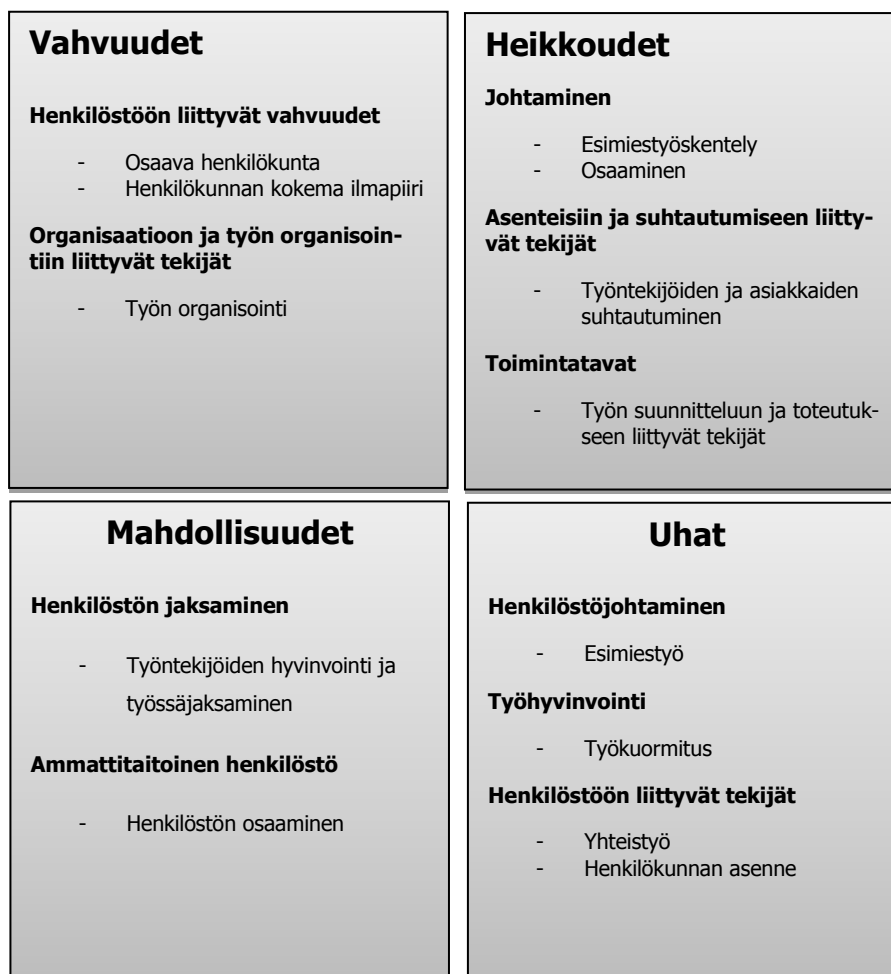 Vahvuudet
Henkilöstöön liittyvät vahvuudet
- Osaava henkilökunta
- Henkilökunnan kokema ilmapiiri
Organisaatioon ja työn organisoin-
tiin liittyvät tekijät
- Työn organisointi
Heikkoudet
Johtaminen
- Esimiestyöskentely
- Osaaminen
Asenteisiin ja suhtautumiseen liitty-
vät tekijät
- Työntekijöiden ja asiakkaiden
suhtautuminen
Toimintatavat
- Työn suunnitteluun ja toteutuk-
seen liittyvät tekijät
Mahdollisuudet
Henkilöstön jaksaminen
- Työntekijöiden hyvinvointi ja
työssäjaksaminen
Ammattitaitoinen henkilöstö
- Henkilöstön osaaminen
Uhat
Henkilöstöjohtaminen
- Esimiestyö
Työhyvinvointi
- Työkuormitus
Henkilöstöön liittyvät tekijät
- Yhteistyö
- Henkilökunnan asenne